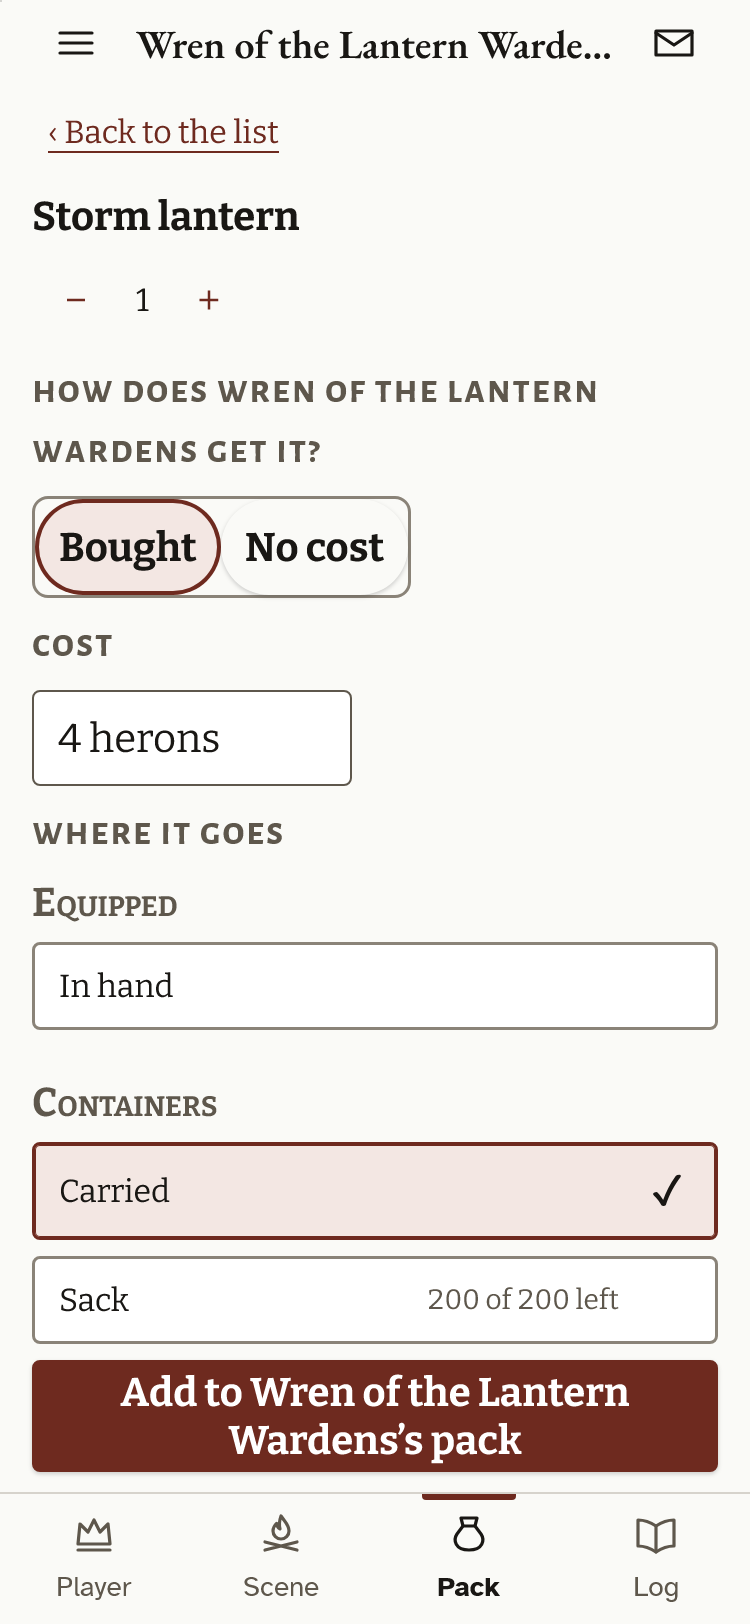 Wren of the Lantern Warde...
‹ Back to the list
Storm lantern
− 1 +
HOW DOES WREN OF THE LANTERN
WARDENS GET IT?
Bought No cost
COST
4 herons
WHERE IT GOES
Equipped
In hand
Containers
Carried ✓
Sack 200 of 200 left
Add to Wren of the Lantern
Wardens’s pack
Player Scene Pack Log